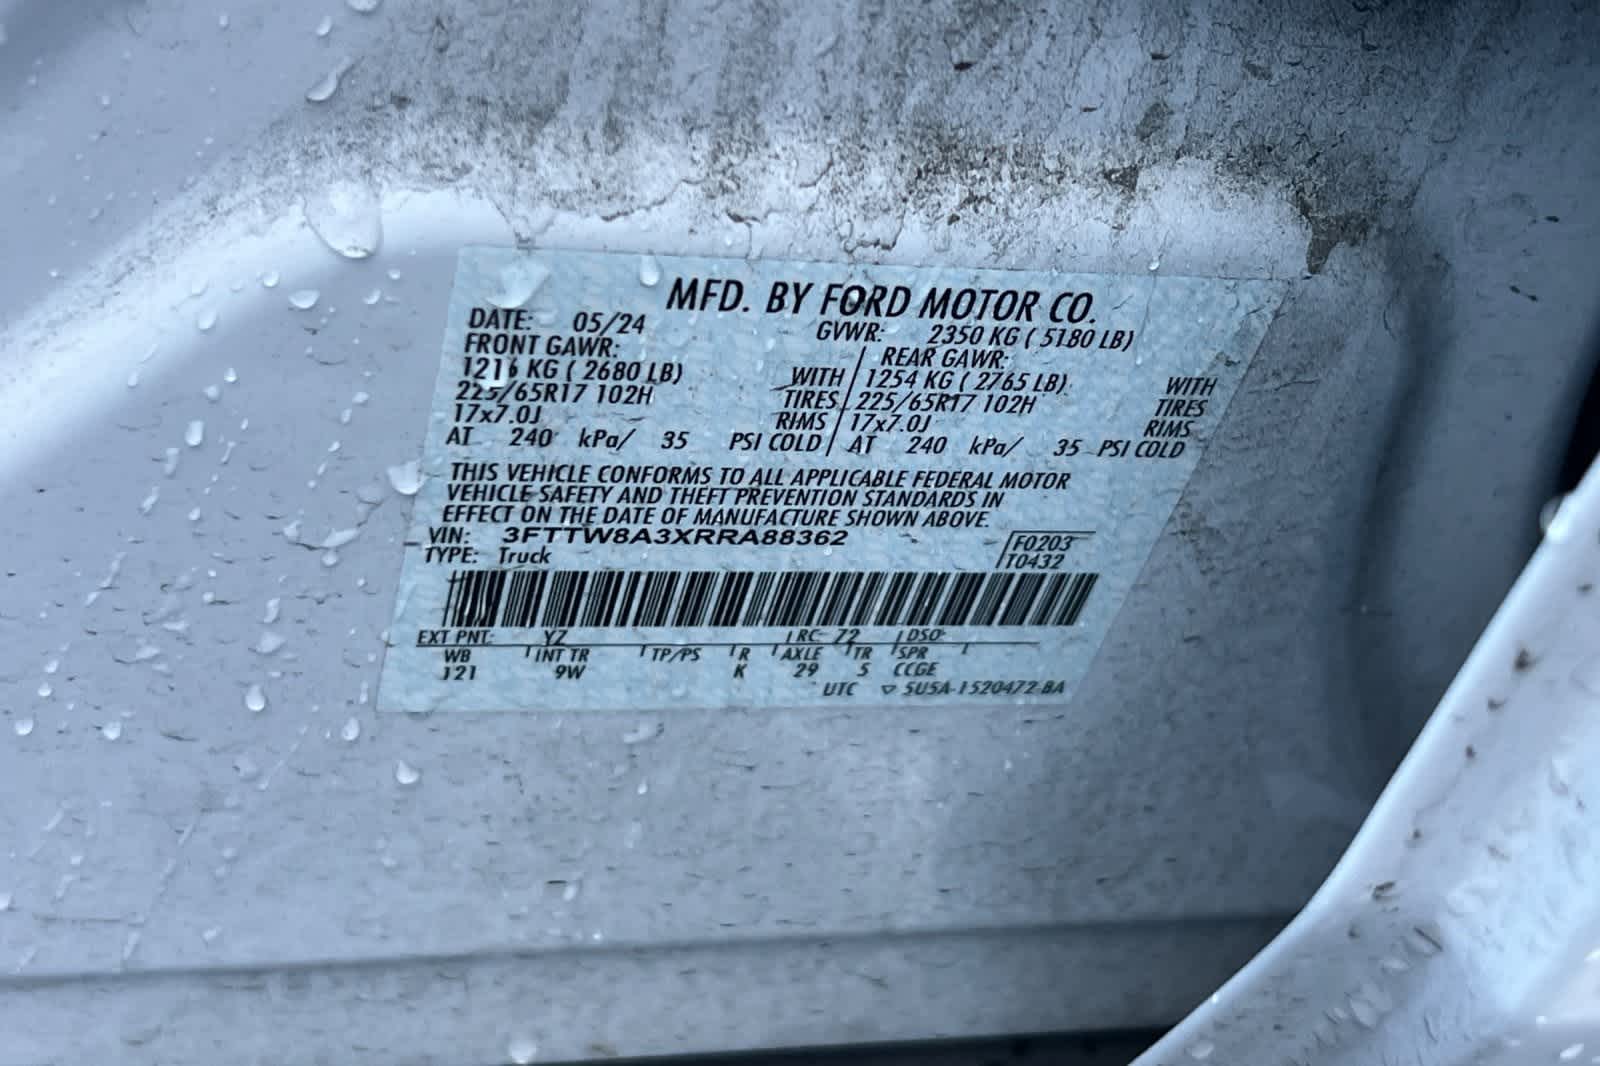 MFD. BY FORD MOTOR CO.
DATE: 05/24 GVWR: 2350 KG ( 5180 LB)
FRONT GAWR: REAR GAWR:
1216 KG ( 2680 LB) WITH 1254 KG ( 2765 LB) WITH
225/65R17 102H TIRES 225/65R17 102H TIRES
17x7.0J RIMS 17x7.0J RIMS
AT 240 kPa/ 35 PSI COLD AT 240 kPa/ 35 PSI COLD
THIS VEHICLE CONFORMS TO ALL APPLICABLE FEDERAL MOTOR
VEHICLE SAFETY AND THEFT PREVENTION STANDARDS IN
EFFECT ON THE DATE OF MANUFACTURE SHOWN ABOVE.
VIN: 3FTTW8A3XRRA88362 F0203
TYPE: Truck T0432
EXT PNT: YZ RC: 72 DSO:
WB INT TR TP/PS R AXLE TR SPR
121 9W K 29 5 CCGE
UTC ▽ 5U5A-1520472-BA